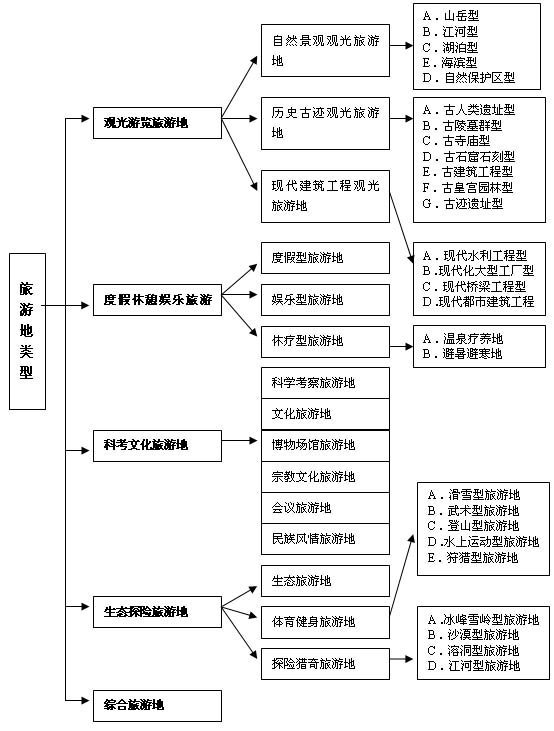 旅
游
地
类
型
观光游览旅游地
自然景观观光旅游
地
A．山岳型
B．江河型
C．湖泊型
E．海滨型
D．自然保护区型
历史古迹观光旅游
地
A．古人类遗址型
B．古陵墓群型
C．古寺庙型
D．古石窟石刻型
E．古建筑工程型
F．古皇宫园林型
G．古迹遗址型
现代建筑工程观光
旅游地
A．现代水利工程型
B.现代化大型工厂型
C．现代桥梁工程型
D.现代都市建筑工程
度假休憩娱乐旅游
度假型旅游地
娱乐型旅游地
休疗型旅游地
A．温泉疗养地
B．避暑避寒地
科考文化旅游地
科学考察旅游地
文化旅游地
博物场馆旅游地
宗教文化旅游地
会议旅游地
民族风情旅游地
生态探险旅游地
生态旅游地
体育健身旅游地
A．滑雪型旅游地
B．武术型旅游地
C．登山型旅游地
D.水上运动型旅游地
E．狩猎型旅游地
探险猎奇旅游地
A.冰峰雪岭型旅游地
B．沙漠型旅游地
C．溶洞型旅游地
D．江河型旅游地
综合旅游地